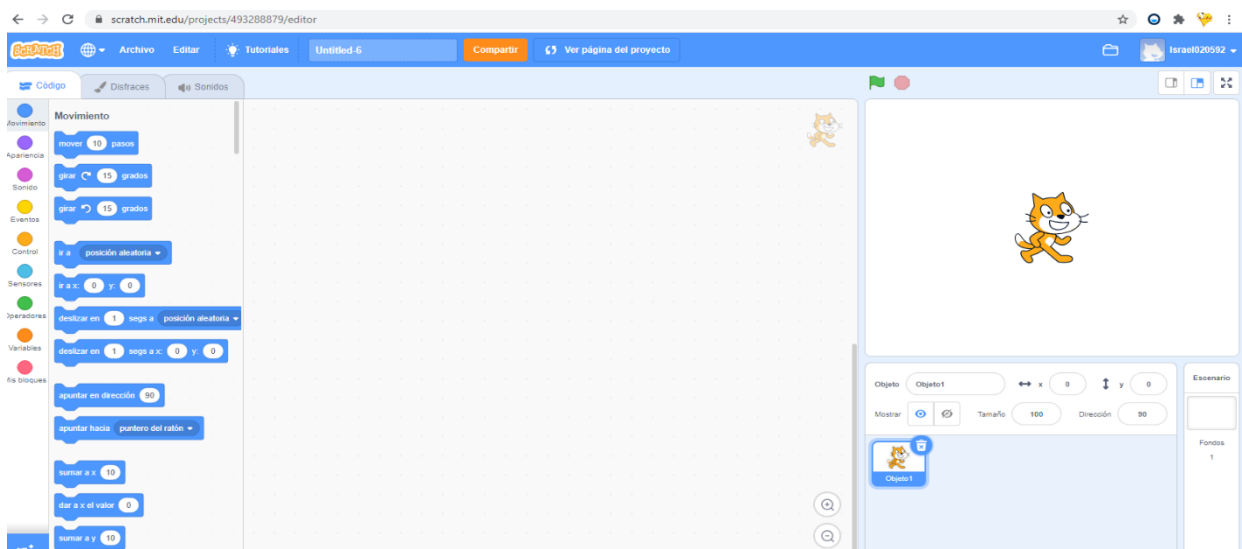 scratch.mit.edu/projects/493288879/editor
SCRATCH Archivo Editar Tutoriales Untitled-6 Compartir Ver página del proyecto Israel020592
Código Disfraces Sonidos
Movimiento
Apariencia
Sonido
Eventos
Control
Sensores
Operadores
Variables
Mis bloques
Movimiento
mover 10 pasos
girar 15 grados
girar 15 grados
ir a posición aleatoria
ir a x: 0 y: 0
deslizar en 1 segs a posición aleatoria
deslizar en 1 segs a x: 0 y: 0
apuntar en dirección 90
apuntar hacia puntero del ratón
sumar a x 10
dar a x el valor 0
sumar a y 10
Objeto Objeto1 x 0 y 0
Mostrar Tamaño 100 Dirección 90
Objeto1
Escenario
Fondos
1